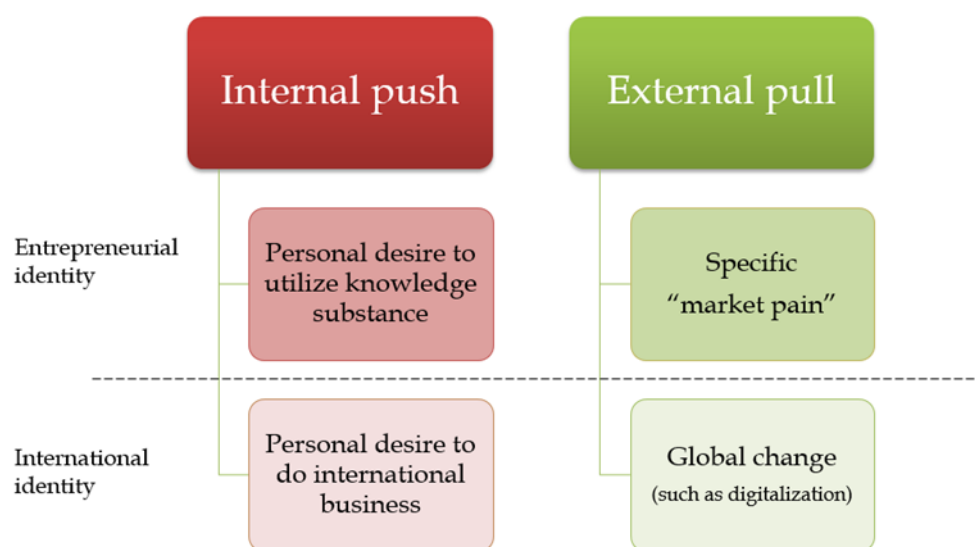 Internal push
External pull
Entrepreneurial
identity
Personal desire to
utilize knowledge
substance
Specific
“market pain”
International
identity
Personal desire to
do international
business
Global change
(such as digitalization)